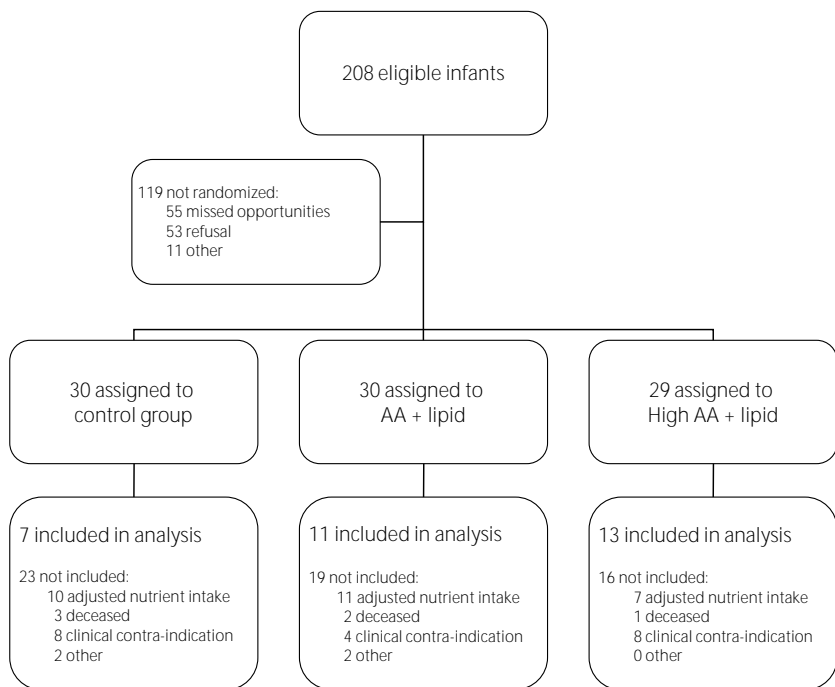 208 eligible infants
119 not randomized:
55 missed opportunities
53 refusal
11 other
30 assigned to
control group
30 assigned to
AA + lipid
29 assigned to
High AA + lipid
7 included in analysis
23 not included:
10 adjusted nutrient intake
3 deceased
8 clinical contra-indication
2 other
11 included in analysis
19 not included:
11 adjusted nutrient intake
2 deceased
4 clinical contra-indication
2 other
13 included in analysis
16 not included:
7 adjusted nutrient intake
1 deceased
8 clinical contra-indication
0 other